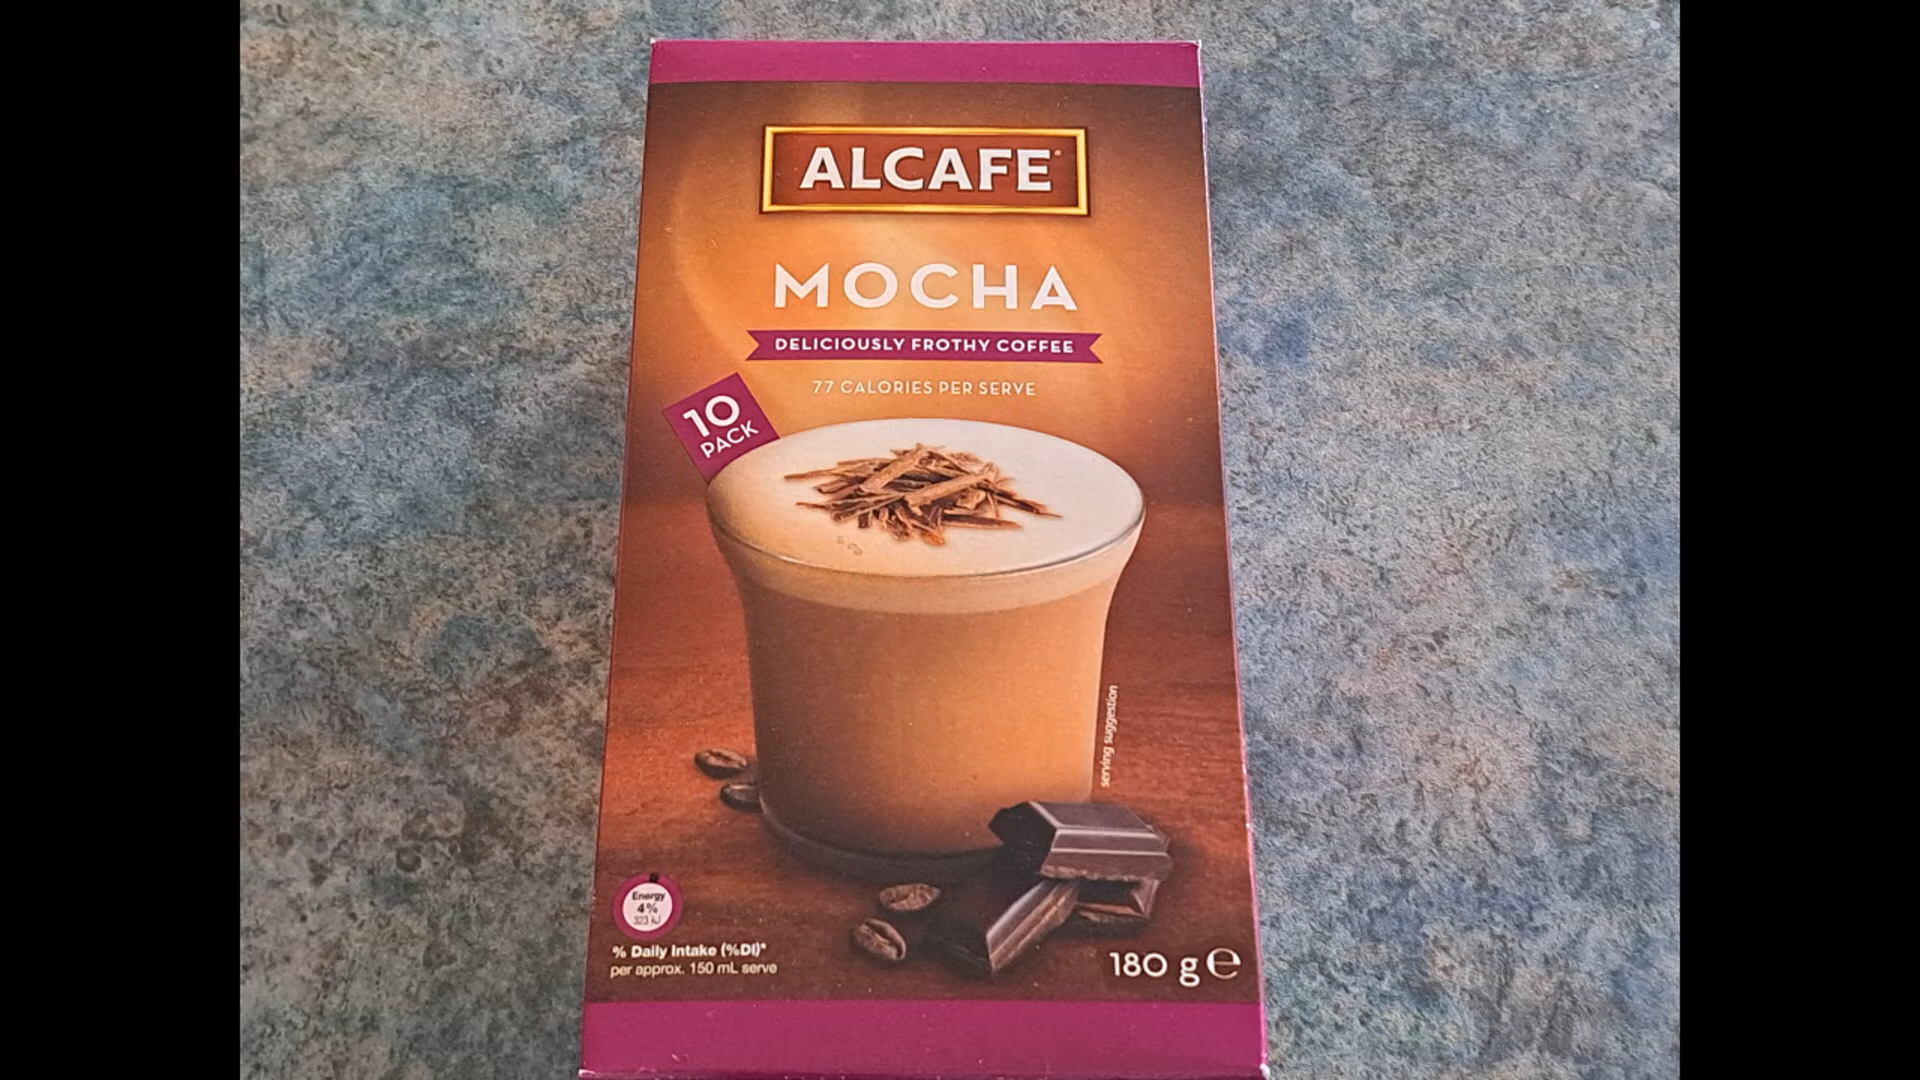 ALCAFE
MOCHA
DELICIOUSLY FROTHY COFFEE
77 CALORIES PER SERVE
10
PACK
serving suggestion
Energy
4%
323 kJ
% Daily Intake (%DI)*
per approx. 150 mL serve
180 g ℮